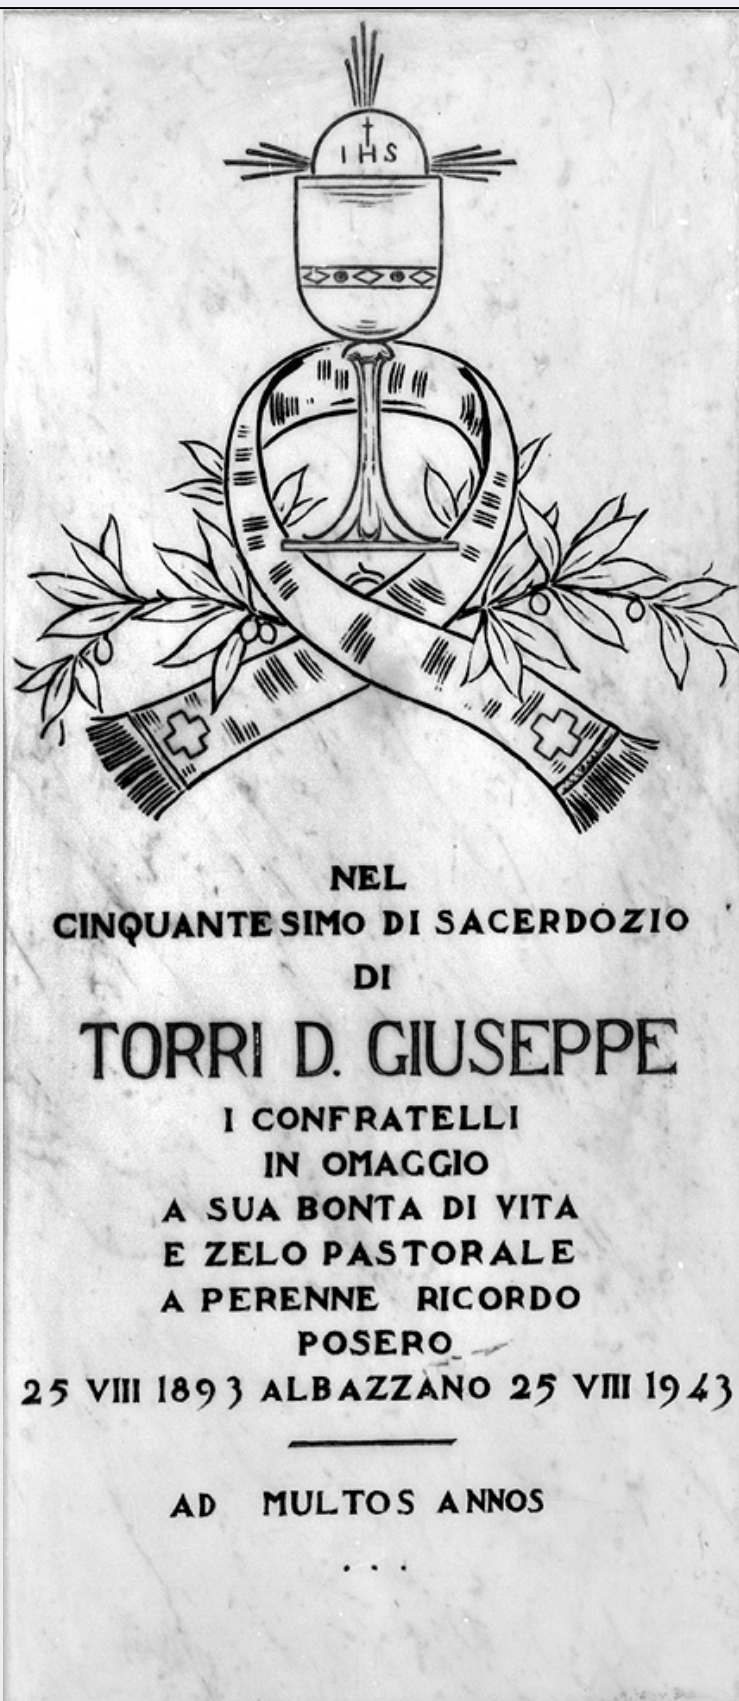 IHS
NEL
CINQUANTESIMO DI SACERDOZIO
DI
TORRI D. GIUSEPPE
I CONFRATELLI
IN OMAGGIO
A SUA BONTA DI VITA
E ZELO PASTORALE
A PERENNE RICORDO
POSERO
25 VIII 1893 ALBAZZANO 25 VIII 1943
AD MULTOS ANNOS
. . .